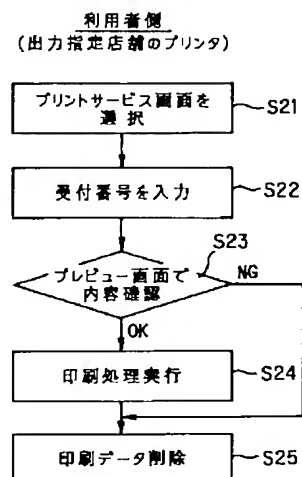 利用者側
(出力指定店舗のプリンタ)
プリントサービス画面を
選択
S21
受付番号を入力
S22
S23
プレビュー画面で
内容確認
NG
OK
印刷処理実行
S24
印刷データ削除
S25